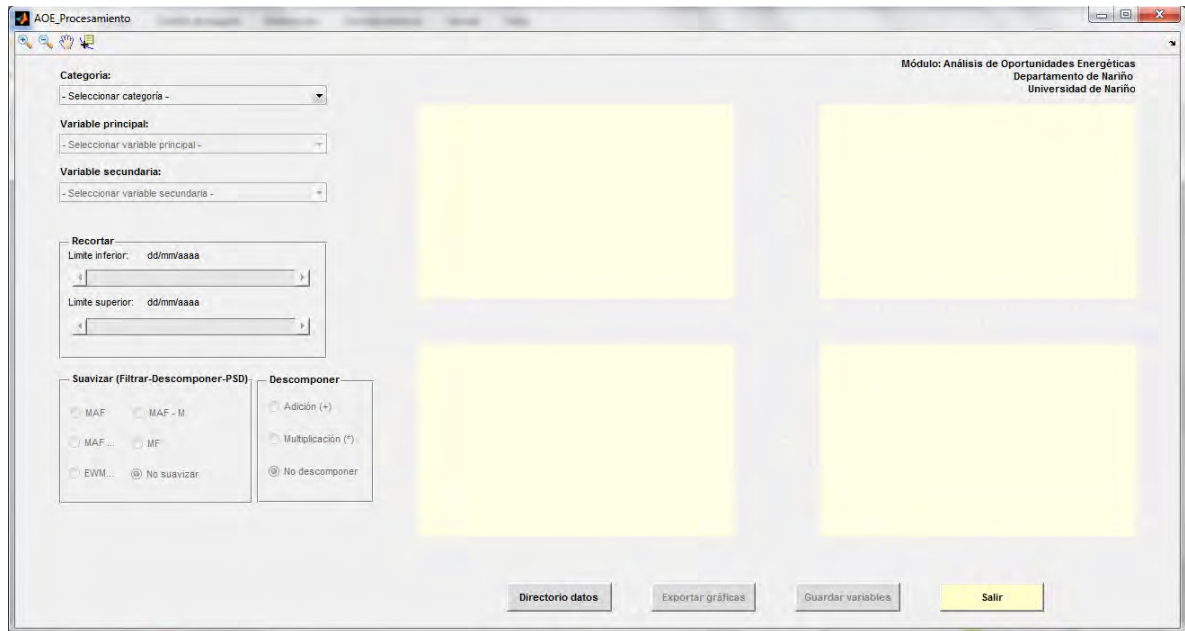 AOE_Procesamiento
Módulo: Análisis de Oportunidades Energéticas
Departamento de Nariño
Universidad de Nariño
Categoría:
- Seleccionar categoría -
Variable principal:
- Seleccionar variable principal -
Variable secundaria:
- Seleccionar variable secundaria -
Recortar
Limite inferior: dd/mm/aaaa
Limite superior: dd/mm/aaaa
Suavizar (Filtrar-Descomponer-PSD)
MAF MAF - M
MAF ... MF
EWM... No suavizar
Descomponer
Adición (+)
Multiplicación (*)
No descomponer
Directorio datos Exportar gráficas Guardar variables Salir